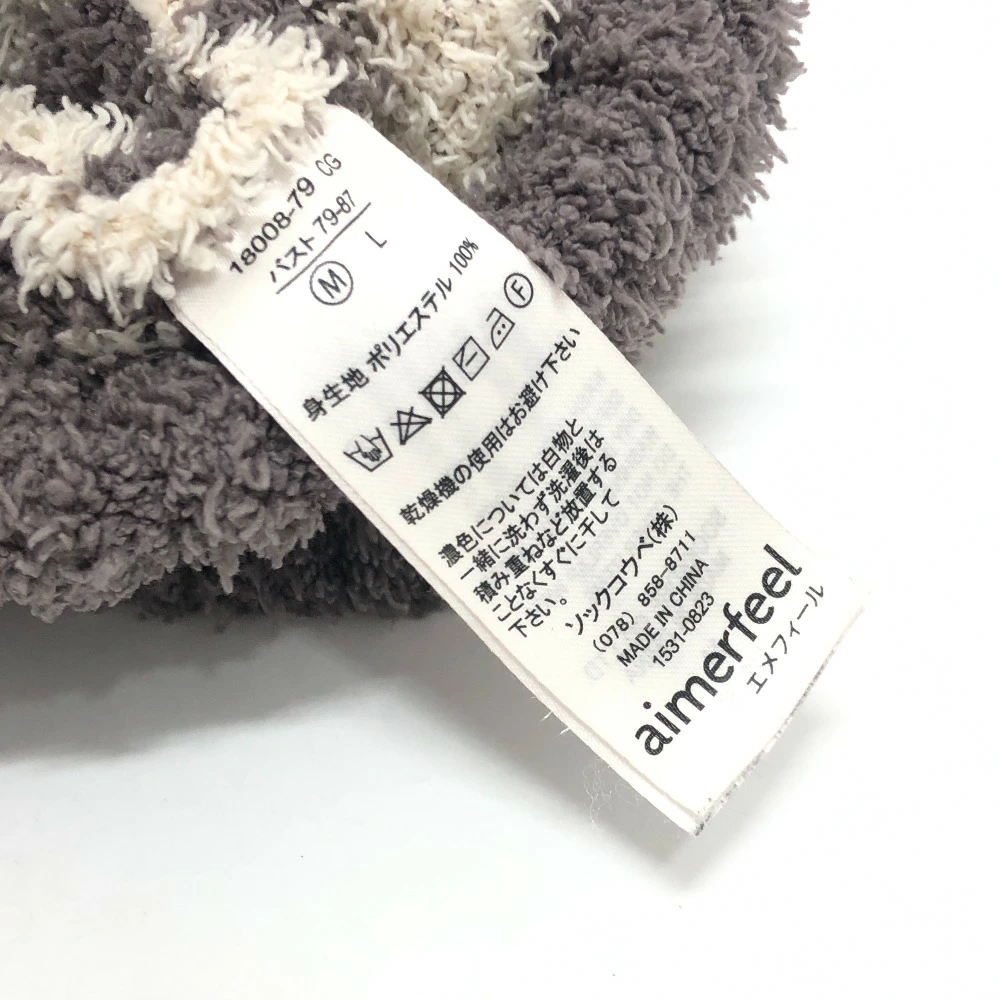 18008-79 CG
バスト 79-87
M L
身生地 ポリエステル 100%
F
乾燥機の使用はお避け下さい
濃色については白物と
一緒に洗わず洗濯後は
積み重ねなど放置する
ことなくすぐに干して
下さい。
ソックコウベ(株)
(078) 858-8711
MADE IN CHINA
1531-0823
aimerfeel
エメフィール